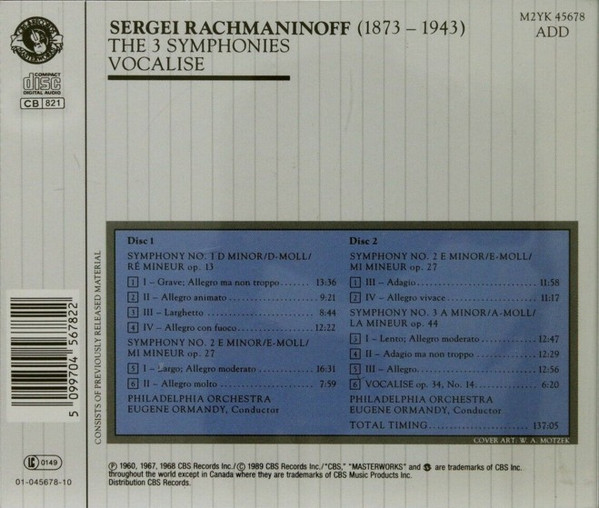 SERGEI RACHMANINOFF (1873 – 1943)
THE 3 SYMPHONIES
VOCALISE
M2YK 45678
ADD
COMPACT
disc
DIGITAL AUDIO
CB 821
Disc 1
SYMPHONY NO. 1 D MINOR/D-MOLL/
RÉ MINEUR op. 13
1 I – Grave; Allegro ma non troppo 13:36
2 II – Allegro animato 9:21
3 III – Larghetto 8:44
4 IV – Allegro con fuoco 12:22
SYMPHONY NO. 2 E MINOR/E-MOLL/
MI MINEUR op. 27
5 I – Largo; Allegro moderato 16:31
6 II – Allegro molto 7:59
PHILADELPHIA ORCHESTRA
EUGENE ORMANDY, Conductor
Disc 2
SYMPHONY NO. 2 E MINOR/E-MOLL/
MI MINEUR op. 27
1 III – Adagio 11:58
2 IV – Allegro vivace 11:17
SYMPHONY NO. 3 A MINOR/A-MOLL/
LA MINEUR op. 44
3 I – Lento; Allegro moderato 12:47
4 II – Adagio ma non troppo 12:29
5 III – Allegro 12:56
6 VOCALISE op. 34, No. 14 6:20
PHILADELPHIA ORCHESTRA
EUGENE ORMANDY, Conductor
TOTAL TIMING 137:05
COVER ART: W. A. MOTZEK
CONSISTS OF PREVIOUSLY RELEASED MATERIAL
5 099704 567822
LC 0149
01-045678-10
Ⓟ 1960, 1967, 1968 CBS Records Inc./Ⓒ 1989 CBS Records Inc./"CBS," "MASTERWORKS" and are trademarks of CBS Inc.
throughout the world except in Canada where they are trademarks of CBS Music Products Inc.
Distribution CBS Records.